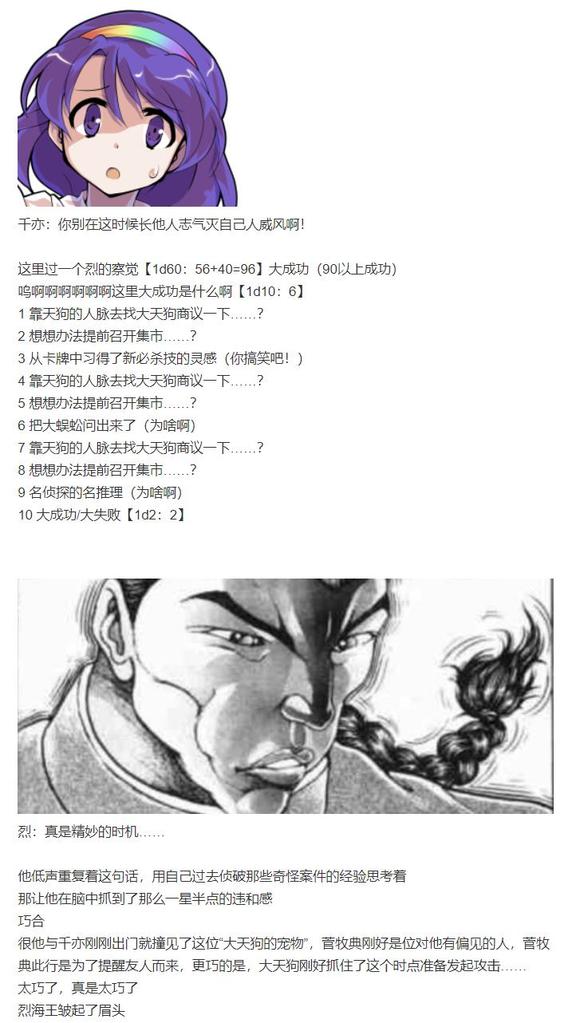 千亦：你别在这时候长他人志气灭自己人威风啊！
这里过一个烈的察觉【1d60：56+40=96】大成功（90以上成功）
呜啊啊啊啊啊啊这里大成功是什么啊【1d10：6】
1 靠天狗的人脉去找大天狗商议一下……？
2 想想办法提前召开集市……？
3 从卡牌中习得了新必杀技的灵感（你搞笑吧！）
4 靠天狗的人脉去找大天狗商议一下……？
5 想想办法提前召开集市……？
6 把大蜈蚣问出来了（为啥啊）
7 靠天狗的人脉去找大天狗商议一下……？
8 想想办法提前召开集市……？
9 名侦探的名推理（为啥啊）
10 大成功/大失败【1d2：2】
烈：真是精妙的时机……
他低声重复着这句话，用自己过去侦破那些奇怪案件的经验思考着
那让他在脑中抓到了那么一星半点的违和感
巧合
很他与千亦刚刚出门就撞见了这位“大天狗的宠物”，菅牧典刚好是位对他有偏见的人，菅牧
典此行是为了提醒友人而来，更巧的是，大天狗刚好抓住了这个时点准备发起攻击……
太巧了，真是太巧了
烈海王皱起了眉头